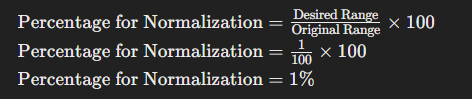 Percentage for Normalization = Desired Range / Original Range × 100
Percentage for Normalization = 1/100 × 100
Percentage for Normalization = 1%